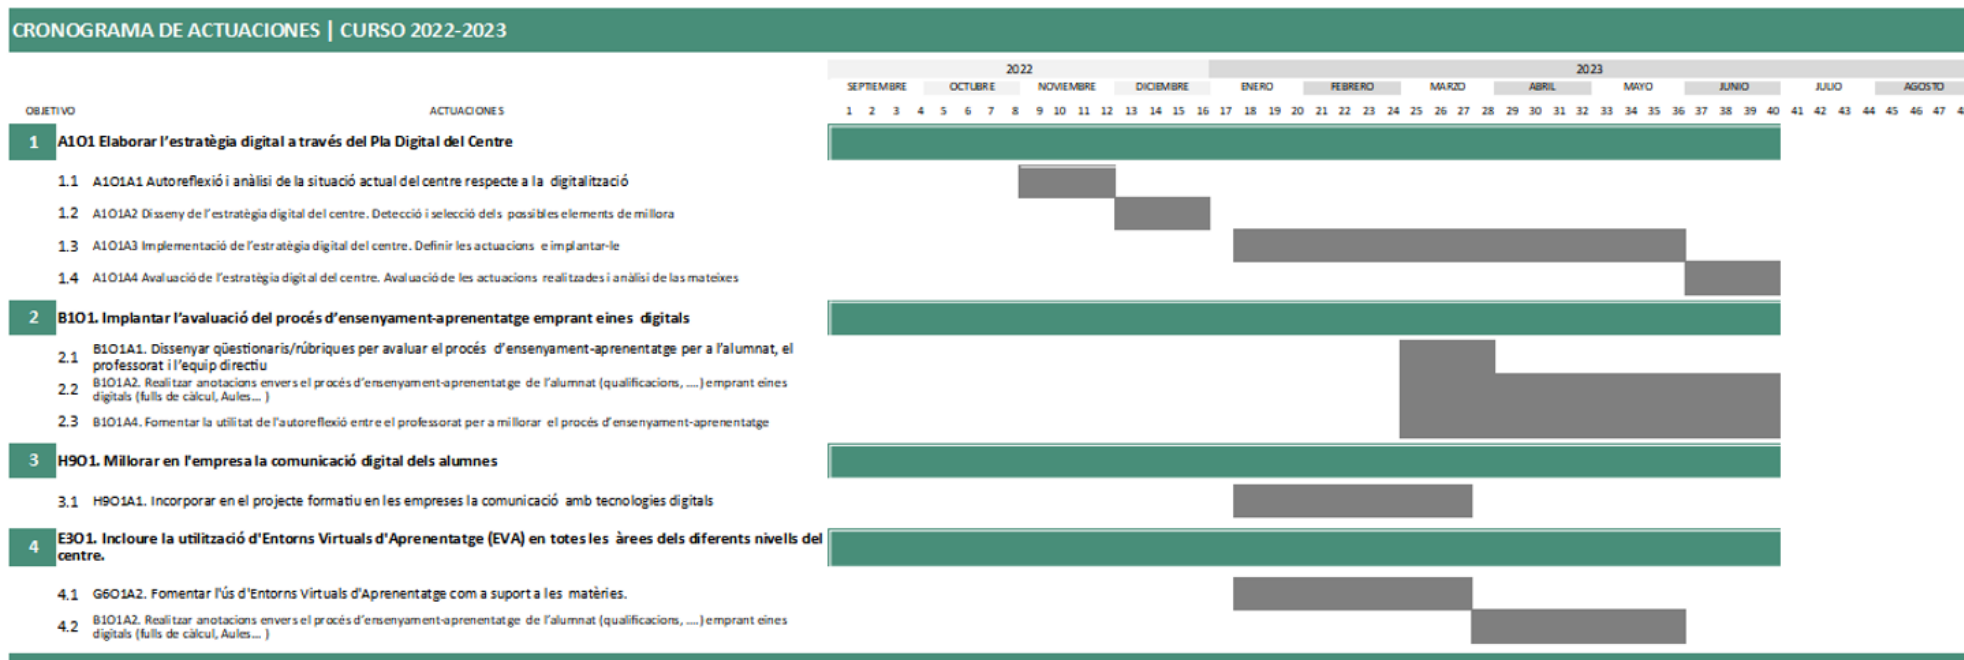 CRONOGRAMA DE ACTUACIONES | CURSO 2022-2023
2022 2023
SEPTIEMBRE OCTUBRE NOVIEMBRE DICIEMBRE ENERO FEBRERO MARZO ABRIL MAYO JUNIO JULIO AGOSTO
OBJETIVO ACTUACIONES 1 2 3 4 5 6 7 8 9 10 11 12 13 14 15 16 17 18 19 20 21 22 23 24 25 26 27 28 29 30 31 32 33 34 35 36 37 38 39 40 41 42 43 44 45 46 47
1 A1O1 Elaborar l'estratègia digital a través del Pla Digital del Centre
1.1 A1O1A1 Autoreflexió i anàlisi de la situació actual del centre respecte a la digitalització
1.2 A1O1A2 Disseny de l'estratègia digital del centre. Detecció i selecció dels possibles elements de millora
1.3 A1O1A3 Implementació de l'estratègia digital del centre. Definir les actuacions e implantar-le
1.4 A1O1A4 Avaluació de l'estratègia digital del centre. Avaluació de les actuacions realitzades i anàlisi de las mateixes
2 B1O1. Implantar l'avaluació del procés d'ensenyament-aprenentatge emprant eines digitals
2.1 B1O1A1. Dissenyar qüestionaris/rúbriques per avaluar el procés d'ensenyament-aprenentatge per a l'alumnat, el
professorat i l'equip directiu
2.2 B1O1A2. Realitzar anotacions envers el procés d'ensenyament-aprenentatge de l'alumnat (qualificacions, ....) emprant eines
digitals (fulls de càlcul, Aules... )
2.3 B1O1A4. Fomentar la utilitat de l'autoreflexió entre el professorat per a millorar el procés d'ensenyament-aprenentatge
3 H9O1. Millorar en l'empresa la comunicació digital dels alumnes
3.1 H9O1A1. Incorporar en el projecte formatiu en les empreses la comunicació amb tecnologies digitals
4 E3O1. Incloure la utilització d'Entorns Virtuals d'Aprenentatge (EVA) en totes les àrees dels diferents nivells del
centre.
4.1 G6O1A2. Fomentar l'ús d'Entorns Virtuals d'Aprenentatge com a suport a les matèries.
4.2 B1O1A2. Realitzar anotacions envers el procés d'ensenyament-aprenentatge de l'alumnat (qualificacions, ....) emprant eines
digitals (fulls de càlcul, Aules... )